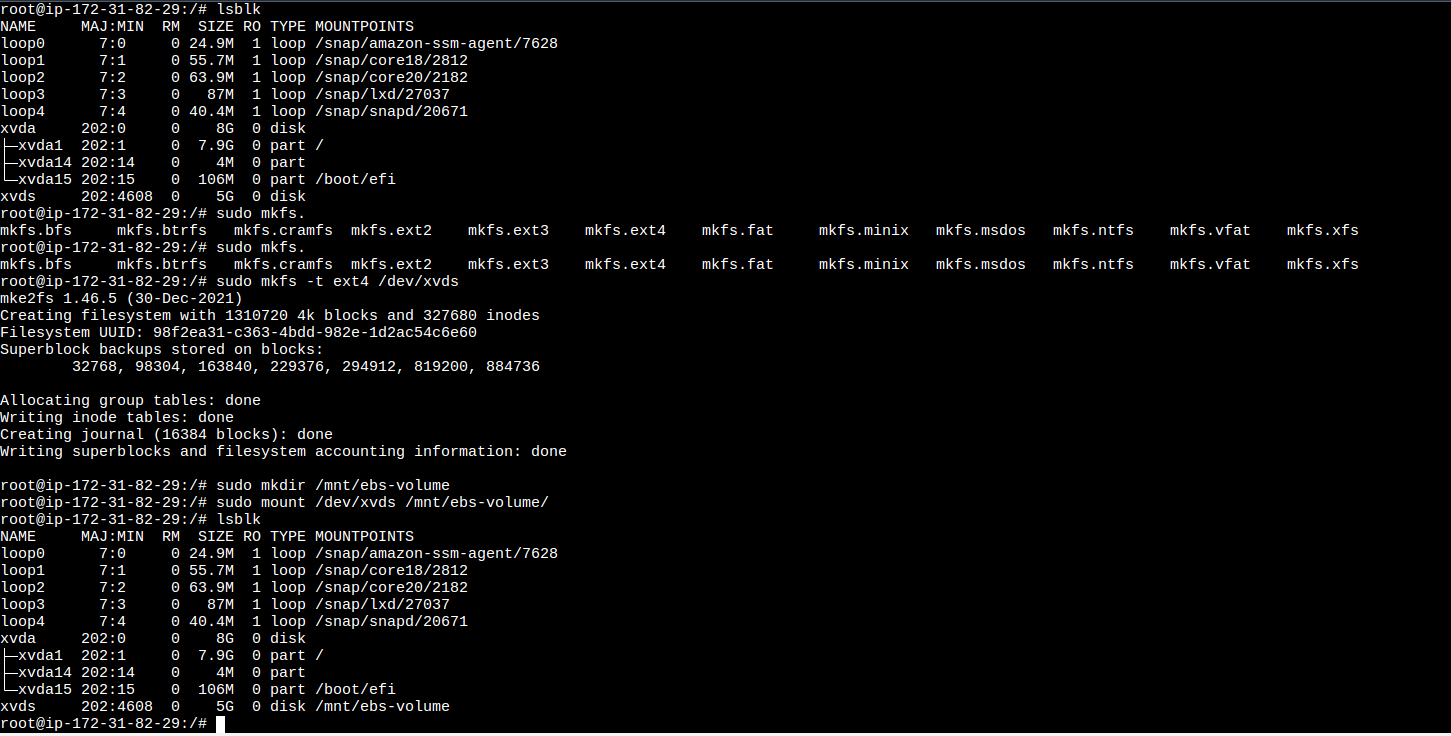 root@ip-172-31-82-29:/# lsblk
NAME     MAJ:MIN  RM  SIZE RO TYPE MOUNTPOINTS
loop0      7:0     0 24.9M  1 loop /snap/amazon-ssm-agent/7628
loop1      7:1     0 55.7M  1 loop /snap/core18/2812
loop2      7:2     0 63.9M  1 loop /snap/core20/2182
loop3      7:3     0   87M  1 loop /snap/lxd/27037
loop4      7:4     0 40.4M  1 loop /snap/snapd/20671
xvda     202:0     0    8G  0 disk
├─xvda1  202:1     0  7.9G  0 part /
├─xvda14 202:14    0    4M  0 part
└─xvda15 202:15    0  106M  0 part /boot/efi
xvds     202:4608  0    5G  0 disk
root@ip-172-31-82-29:/# sudo mkfs.
mkfs.bfs     mkfs.btrfs   mkfs.cramfs  mkfs.ext2    mkfs.ext3    mkfs.ext4    mkfs.fat     mkfs.minix   mkfs.msdos   mkfs.ntfs    mkfs.vfat    mkfs.xfs
root@ip-172-31-82-29:/# sudo mkfs.
mkfs.bfs     mkfs.btrfs   mkfs.cramfs  mkfs.ext2    mkfs.ext3    mkfs.ext4    mkfs.fat     mkfs.minix   mkfs.msdos   mkfs.ntfs    mkfs.vfat    mkfs.xfs
root@ip-172-31-82-29:/# sudo mkfs -t ext4 /dev/xvds
mke2fs 1.46.5 (30-Dec-2021)
Creating filesystem with 1310720 4k blocks and 327680 inodes
Filesystem UUID: 98f2ea31-c363-4bdd-982e-1d2ac54c6e60
Superblock backups stored on blocks:
        32768, 98304, 163840, 229376, 294912, 819200, 884736

Allocating group tables: done
Writing inode tables: done
Creating journal (16384 blocks): done
Writing superblocks and filesystem accounting information: done

root@ip-172-31-82-29:/# sudo mkdir /mnt/ebs-volume
root@ip-172-31-82-29:/# sudo mount /dev/xvds /mnt/ebs-volume/
root@ip-172-31-82-29:/# lsblk
NAME     MAJ:MIN  RM  SIZE RO TYPE MOUNTPOINTS
loop0      7:0     0 24.9M  1 loop /snap/amazon-ssm-agent/7628
loop1      7:1     0 55.7M  1 loop /snap/core18/2812
loop2      7:2     0 63.9M  1 loop /snap/core20/2182
loop3      7:3     0   87M  1 loop /snap/lxd/27037
loop4      7:4     0 40.4M  1 loop /snap/snapd/20671
xvda     202:0     0    8G  0 disk
├─xvda1  202:1     0  7.9G  0 part /
├─xvda14 202:14    0    4M  0 part
└─xvda15 202:15    0  106M  0 part /boot/efi
xvds     202:4608  0    5G  0 disk /mnt/ebs-volume
root@ip-172-31-82-29:/#